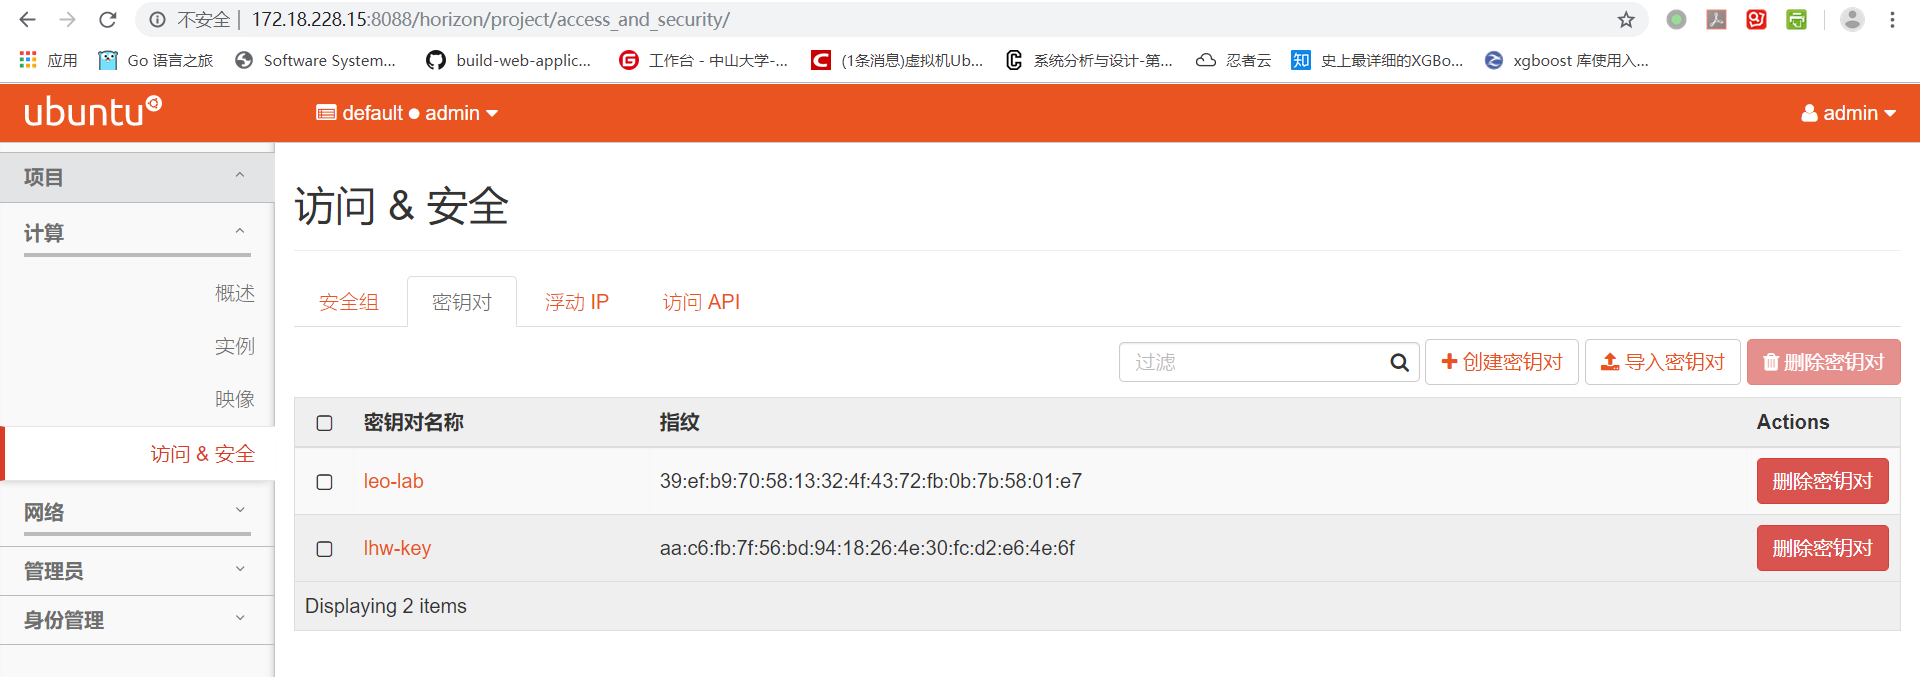 不安全 | 172.18.228.15:8088/horizon/project/access_and_security/
应用 Go 语言之旅 Software System... build-web-applic... 工作台 - 中山大学-... (1条消息)虚拟机Ub... 系统分析与设计-第... 忍者云 知 史上最详细的XGBo... xgboost 库使用入...
ubuntu default admin admin
项目
计算
概述
实例
映像
访问 & 安全
网络
管理员
身份管理
访问 & 安全
安全组 密钥对 浮动 IP 访问 API
过滤 创建密钥对 导入密钥对 删除密钥对
密钥对名称 指纹 Actions
leo-lab 39:ef:b9:70:58:13:32:4f:43:72:fb:0b:7b:58:01:e7 删除密钥对
lhw-key aa:c6:fb:7f:56:bd:94:18:26:4e:30:fc:d2:e6:4e:6f 删除密钥对
Displaying 2 items